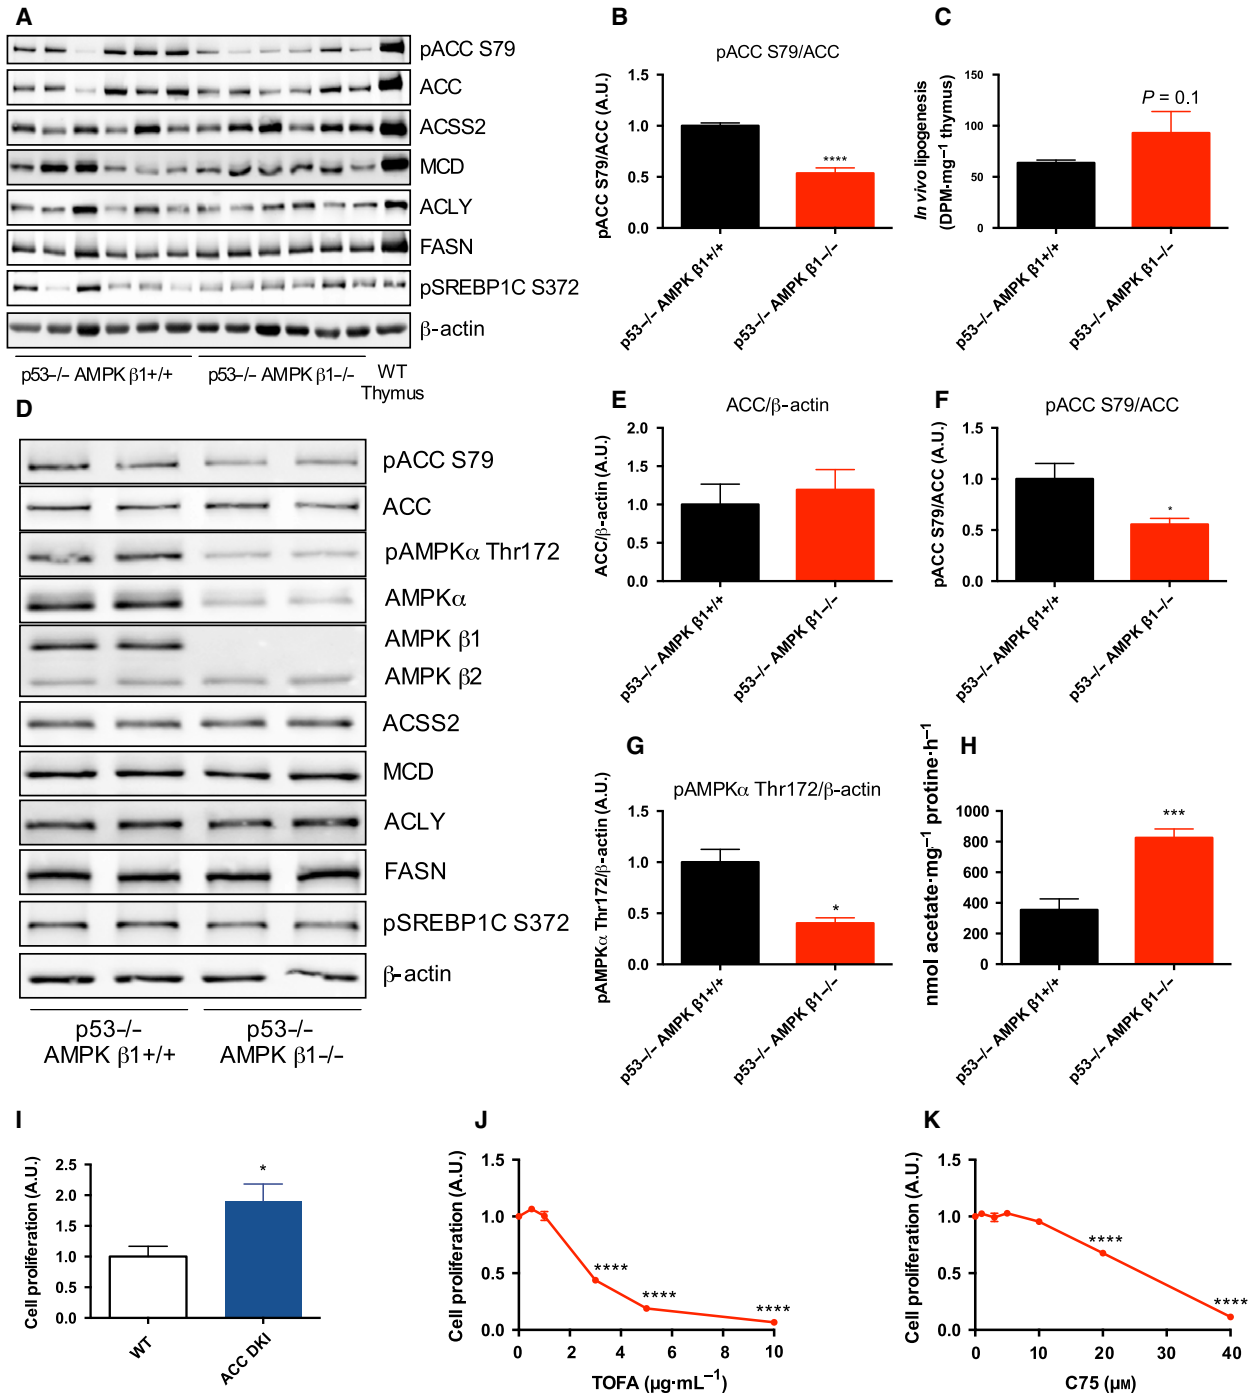 A
pACC S79
ACC
ACSS2
MCD
ACLY
FASN
pSREBP1C S372
β-actin
p53–/– AMPK β1+/+
p53–/– AMPK β1–/–
WT
Thymus
B
pACC S79/ACC
pACC S79/ACC (A.U.)
1.5
1.0
0.5
0.0
****
p53–/– AMPK β1+/+
p53–/– AMPK β1–/–
C
In vivo lipogenesis
(DPM·mg⁻¹ thymus)
150
100
50
0
P = 0.1
p53–/– AMPK β1+/+
p53–/– AMPK β1–/–
D
pACC S79
ACC
pAMPKα Thr172
AMPKα
AMPK β1
AMPK β2
ACSS2
MCD
ACLY
FASN
pSREBP1C S372
β-actin
p53–/–
AMPK β1+/+
p53–/–
AMPK β1–/–
E
ACC/β-actin
ACC/β-actin (A.U.)
2.0
1.5
1.0
0.5
0.0
p53–/– AMPK β1+/+
p53–/– AMPK β1–/–
F
pACC S79/ACC
pACC S79/ACC (A.U.)
1.5
1.0
0.5
0.0
*
p53–/– AMPK β1+/+
p53–/– AMPK β1–/–
G
pAMPKα Thr172/β-actin
pAMPKα Thr172/β-actin (A.U.)
1.5
1.0
0.5
0.0
*
p53–/– AMPK β1+/+
p53–/– AMPK β1–/–
H
nmol acetate·mg⁻¹ protine·h⁻¹
1000
800
600
400
200
0
***
p53–/– AMPK β1+/+
p53–/– AMPK β1–/–
I
Cell proliferation (A.U.)
2.5
2.0
1.5
1.0
0.5
0.0
*
WT
ACC DKI
J
Cell proliferation (A.U.)
1.5
1.0
0.5
0.0
****
****
****
0 2 4 6 8 10
TOFA (µg·mL⁻¹)
K
Cell proliferation (A.U.)
1.5
1.0
0.5
0.0
****
****
0 10 20 30 40
C75 (µM)